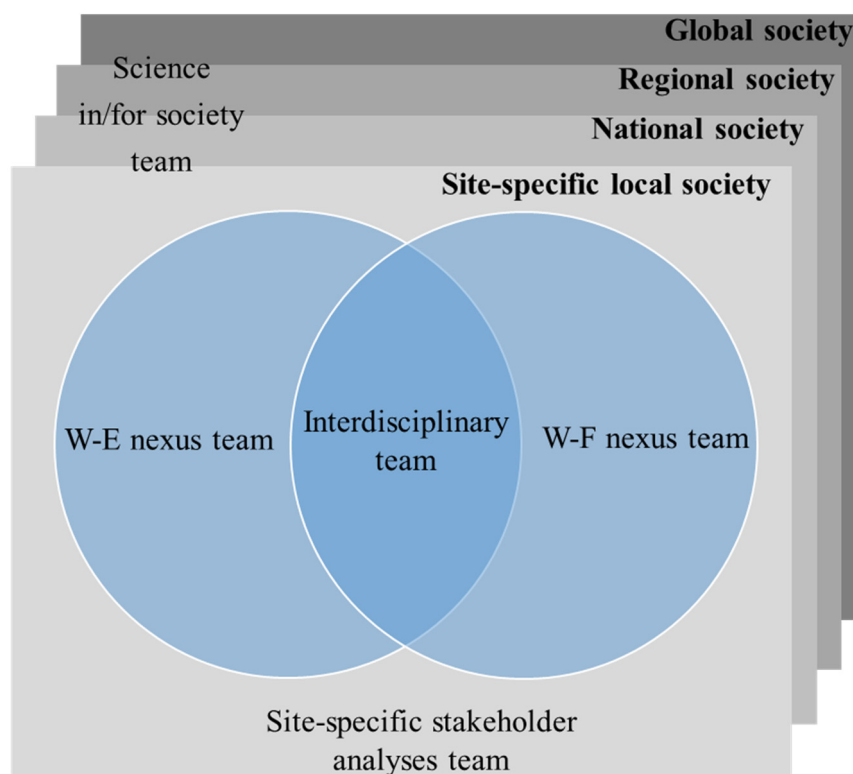 Global society
Regional society
National society
Site-specific local society
Science
in/for society
team
W-E nexus team
Interdisciplinary
team
W-F nexus team
Site-specific stakeholder
analyses team